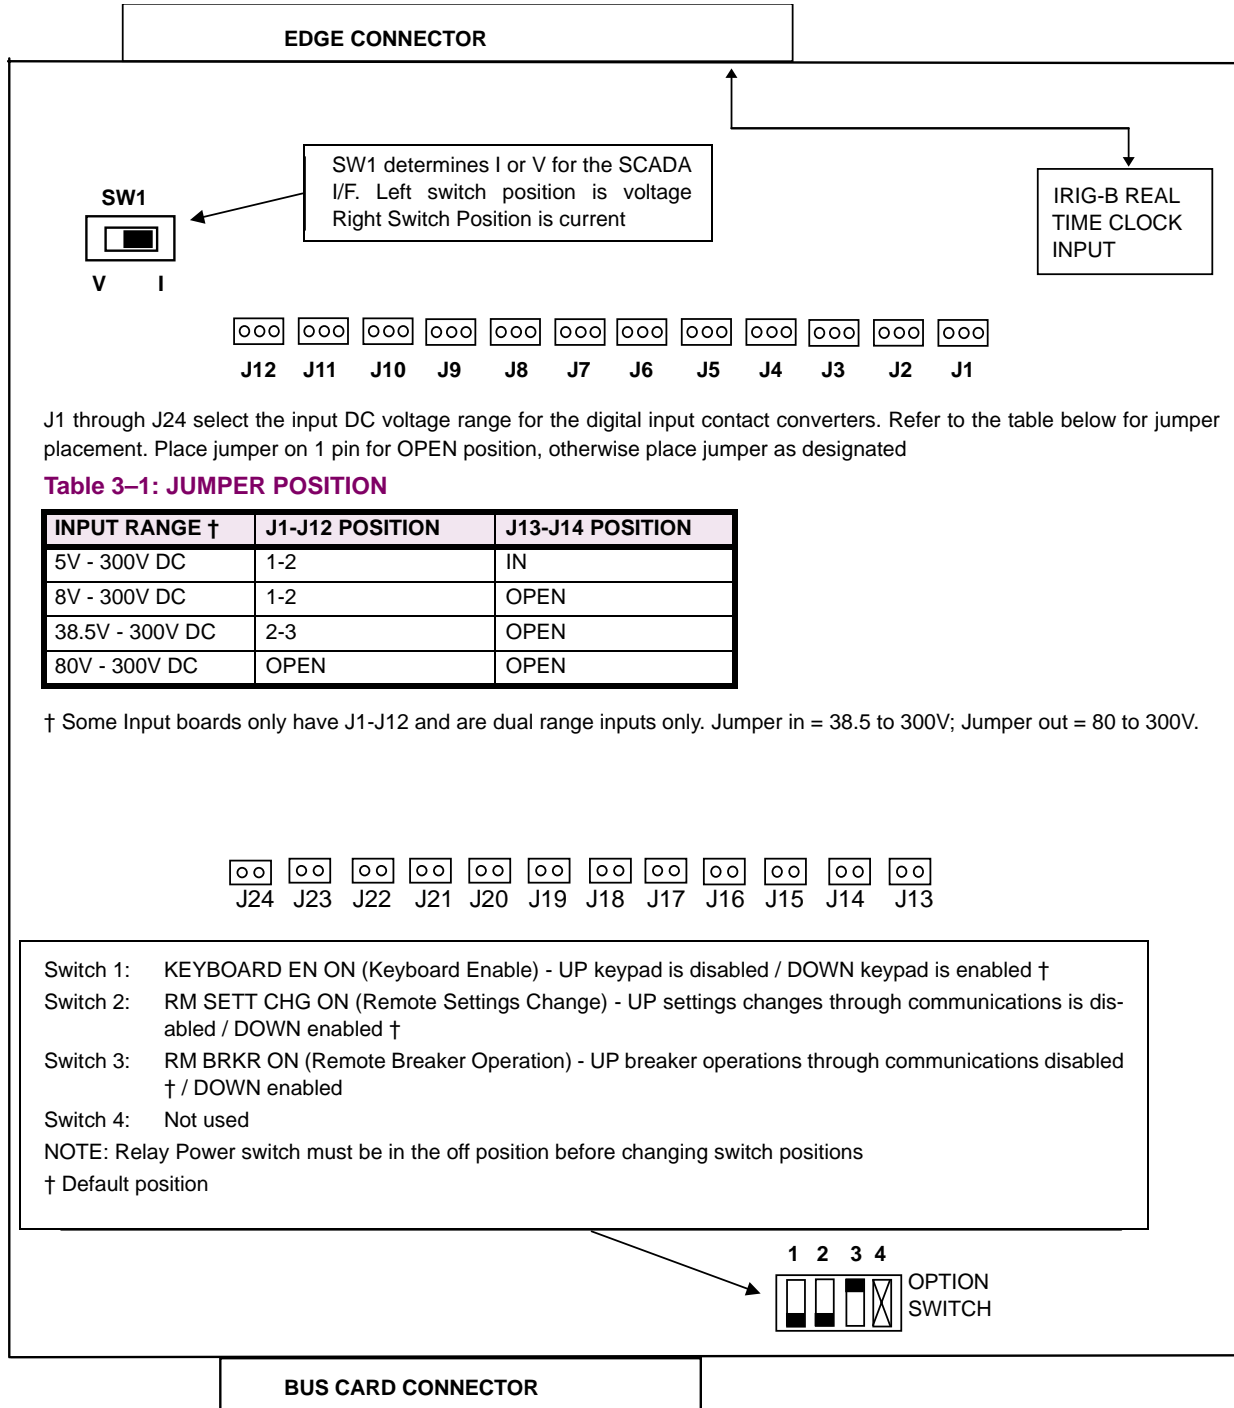 EDGE CONNECTOR
SW1 determines I or V for the SCADA
I/F. Left switch position is voltage
Right Switch Position is current
SW1
V I
IRIG-B REAL
TIME CLOCK
INPUT
J12 J11 J10 J9 J8 J7 J6 J5 J4 J3 J2 J1
J1 through J24 select the input DC voltage range for the digital input contact converters. Refer to the table below for jumper
placement. Place jumper on 1 pin for OPEN position, otherwise place jumper as designated
Table 3–1: JUMPER POSITION
INPUT RANGE † J1-J12 POSITION J13-J14 POSITION
5V - 300V DC 1-2 IN
8V - 300V DC 1-2 OPEN
38.5V - 300V DC 2-3 OPEN
80V - 300V DC OPEN OPEN
† Some Input boards only have J1-J12 and are dual range inputs only. Jumper in = 38.5 to 300V; Jumper out = 80 to 300V.
J24 J23 J22 J21 J20 J19 J18 J17 J16 J15 J14 J13
Switch 1: KEYBOARD EN ON (Keyboard Enable) - UP keypad is disabled / DOWN keypad is enabled †
Switch 2: RM SETT CHG ON (Remote Settings Change) - UP settings changes through communications is dis-
abled / DOWN enabled †
Switch 3: RM BRKR ON (Remote Breaker Operation) - UP breaker operations through communications disabled
† / DOWN enabled
Switch 4: Not used
NOTE: Relay Power switch must be in the off position before changing switch positions
† Default position
1 2 3 4
OPTION
SWITCH
BUS CARD CONNECTOR